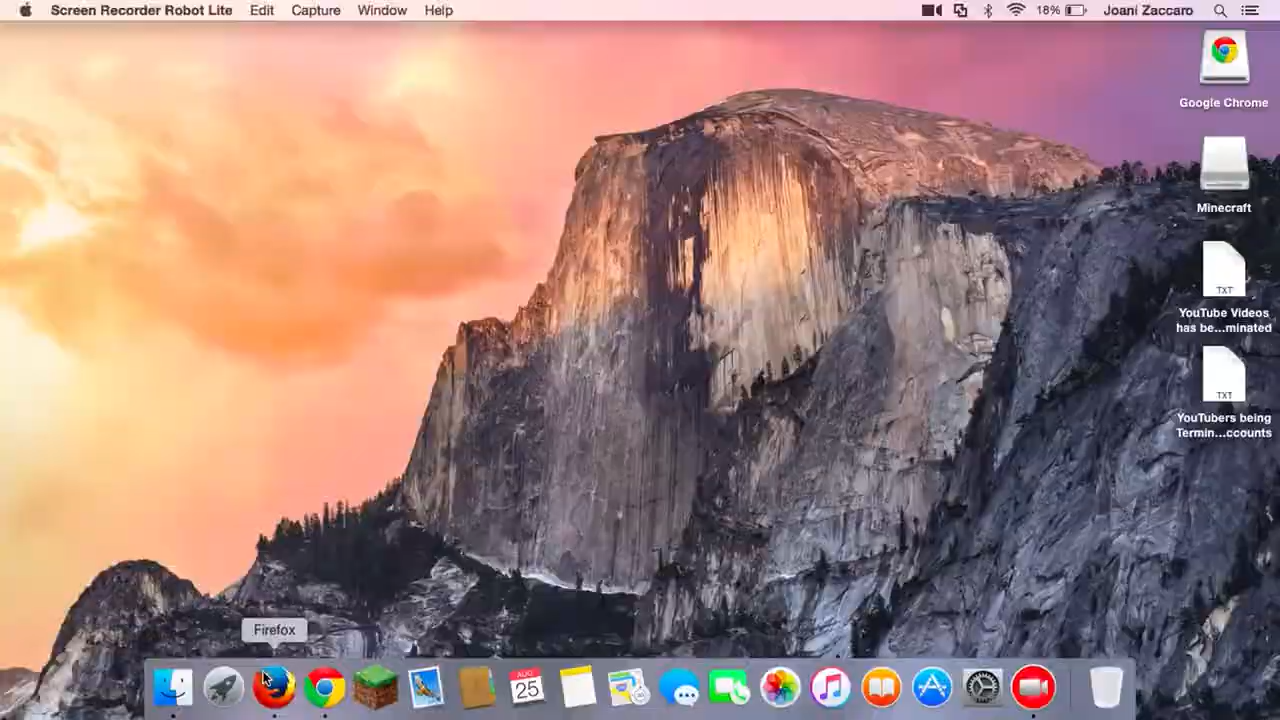 Screen Recorder Robot Lite Edit Capture Window Help 18% Joani Zaccaro
Google Chrome
Minecraft
TXT
YouTube Videos
has be...minated
TXT
YouTubers being
Termin...ccounts
Firefox
AUG
25